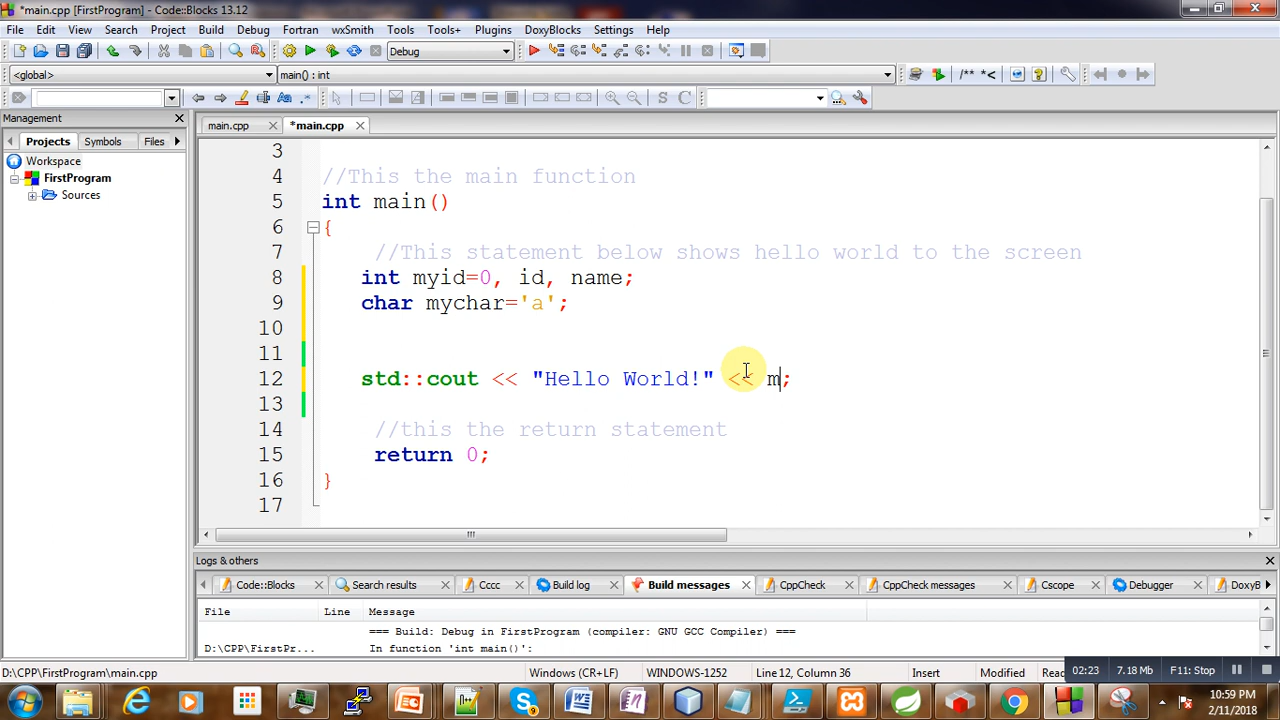 *main.cpp [FirstProgram] - Code::Blocks 13.12
File Edit View Search Project Build Debug Fortran wxSmith Tools Tools+ Plugins DoxyBlocks Settings Help
Debug
<global> main() : int /** *<
Management
Projects Symbols Files
Workspace
FirstProgram
Sources
main.cpp *main.cpp
3
4 //This the main function
5 int main()
6 {
7 //This statement below shows hello world to the screen
8 int myid=0, id, name;
9 char mychar='a';
10
11
12 std::cout << "Hello World!" << m;
13
14 //this the return statement
15 return 0;
16 }
17
Logs & others
Code::Blocks Search results Cccc Build log Build messages CppCheck CppCheck messages Cscope Debugger DoxyB
File Line Message
=== Build: Debug in FirstProgram (compiler: GNU GCC Compiler) ===
D:\CPP\FirstPr... In function 'int main()':
D:\CPP\FirstProgram\main.cpp Windows (CR+LF) WINDOWS-1252 Line 12, Column 36 Insert Modified Reac 02:23 7.18 Mb F11: Stop
10:59 PM
2/11/2018